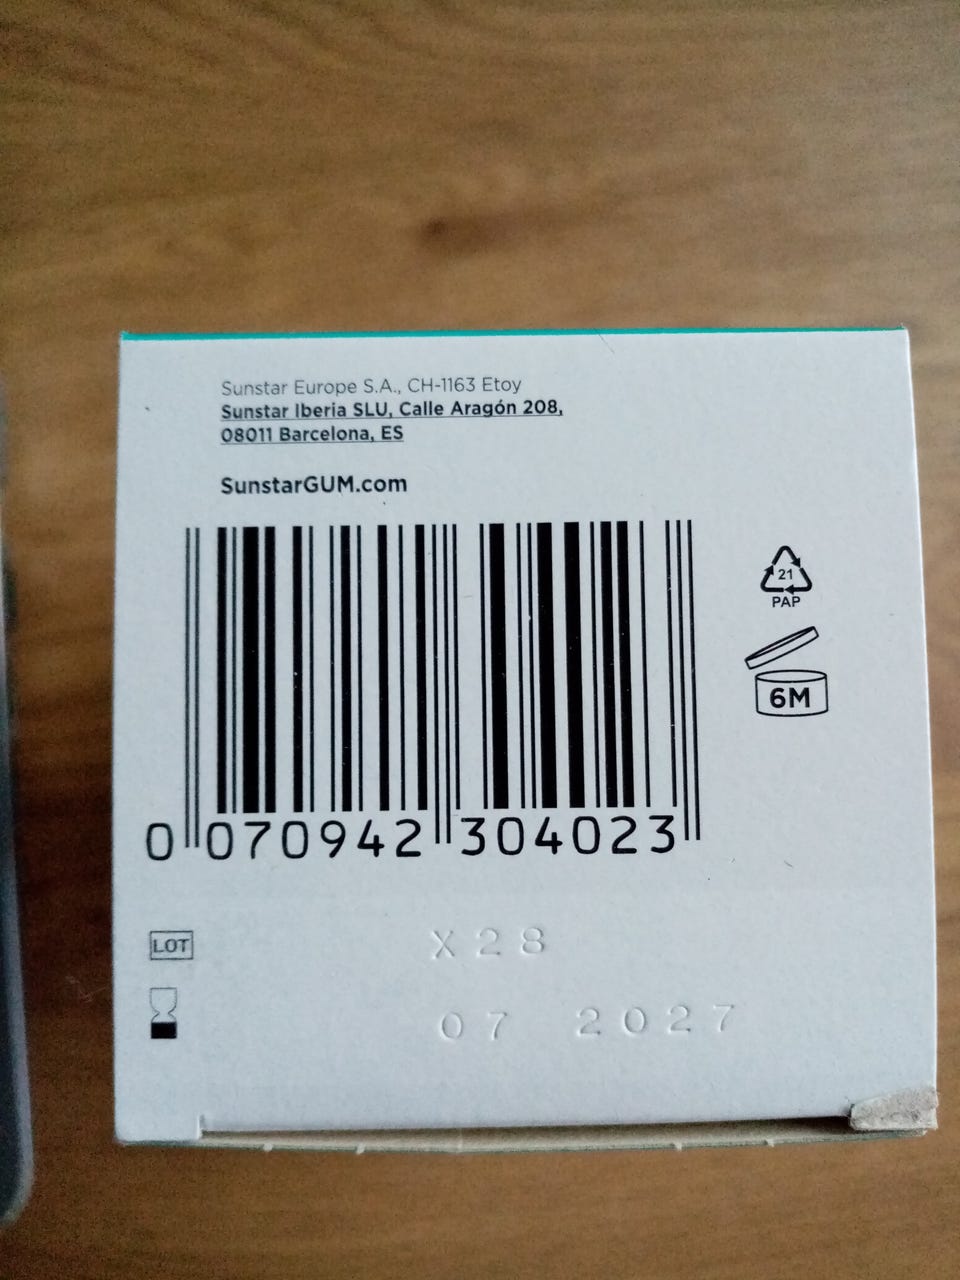 Sunstar Europe S.A., CH-1163 Etoy
Sunstar Iberia SLU, Calle Aragón 208,
08011 Barcelona, ES
SunstarGUM.com
21
PAP
6M
0 070942 304023
LOT X28
07 2027